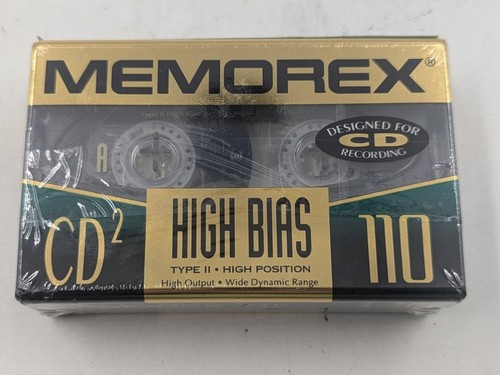 MEMOREX®
A
DESIGNED FOR
CD
RECORDING
CD²
HIGH BIAS
TYPE II • HIGH POSITION
High Output • Wide Dynamic Range
110